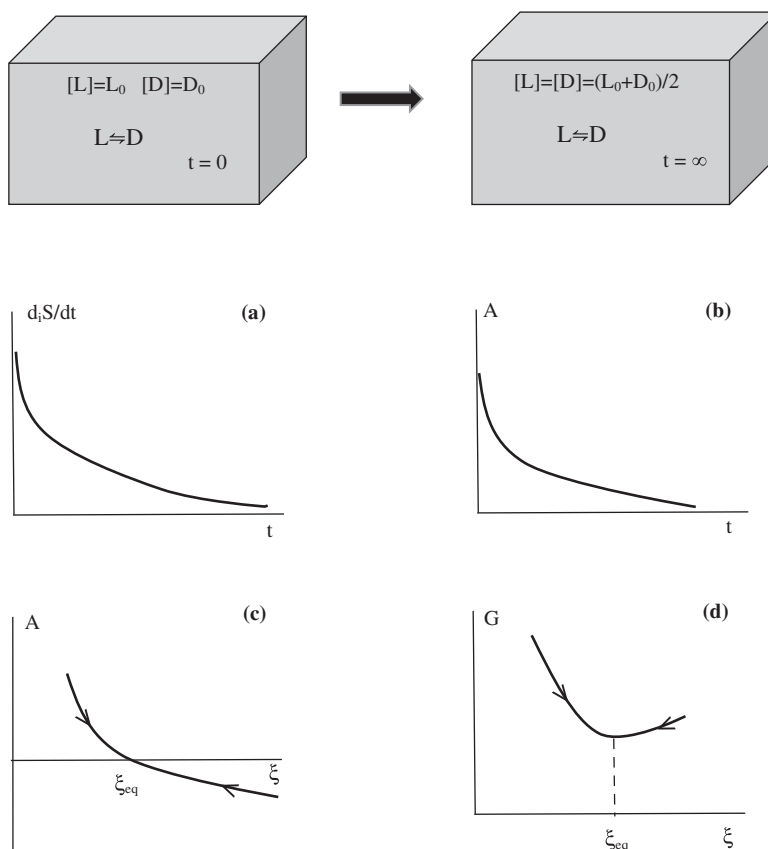 [L]=L₀ [D]=D₀
L⇋D
t = 0
[L]=[D]=(L₀+D₀)/2
L⇋D
t = ∞
dᵢS/dt
(a)
t
A
(b)
t
A
(c)
ξ
ξeq
G
(d)
ξeq
ξ